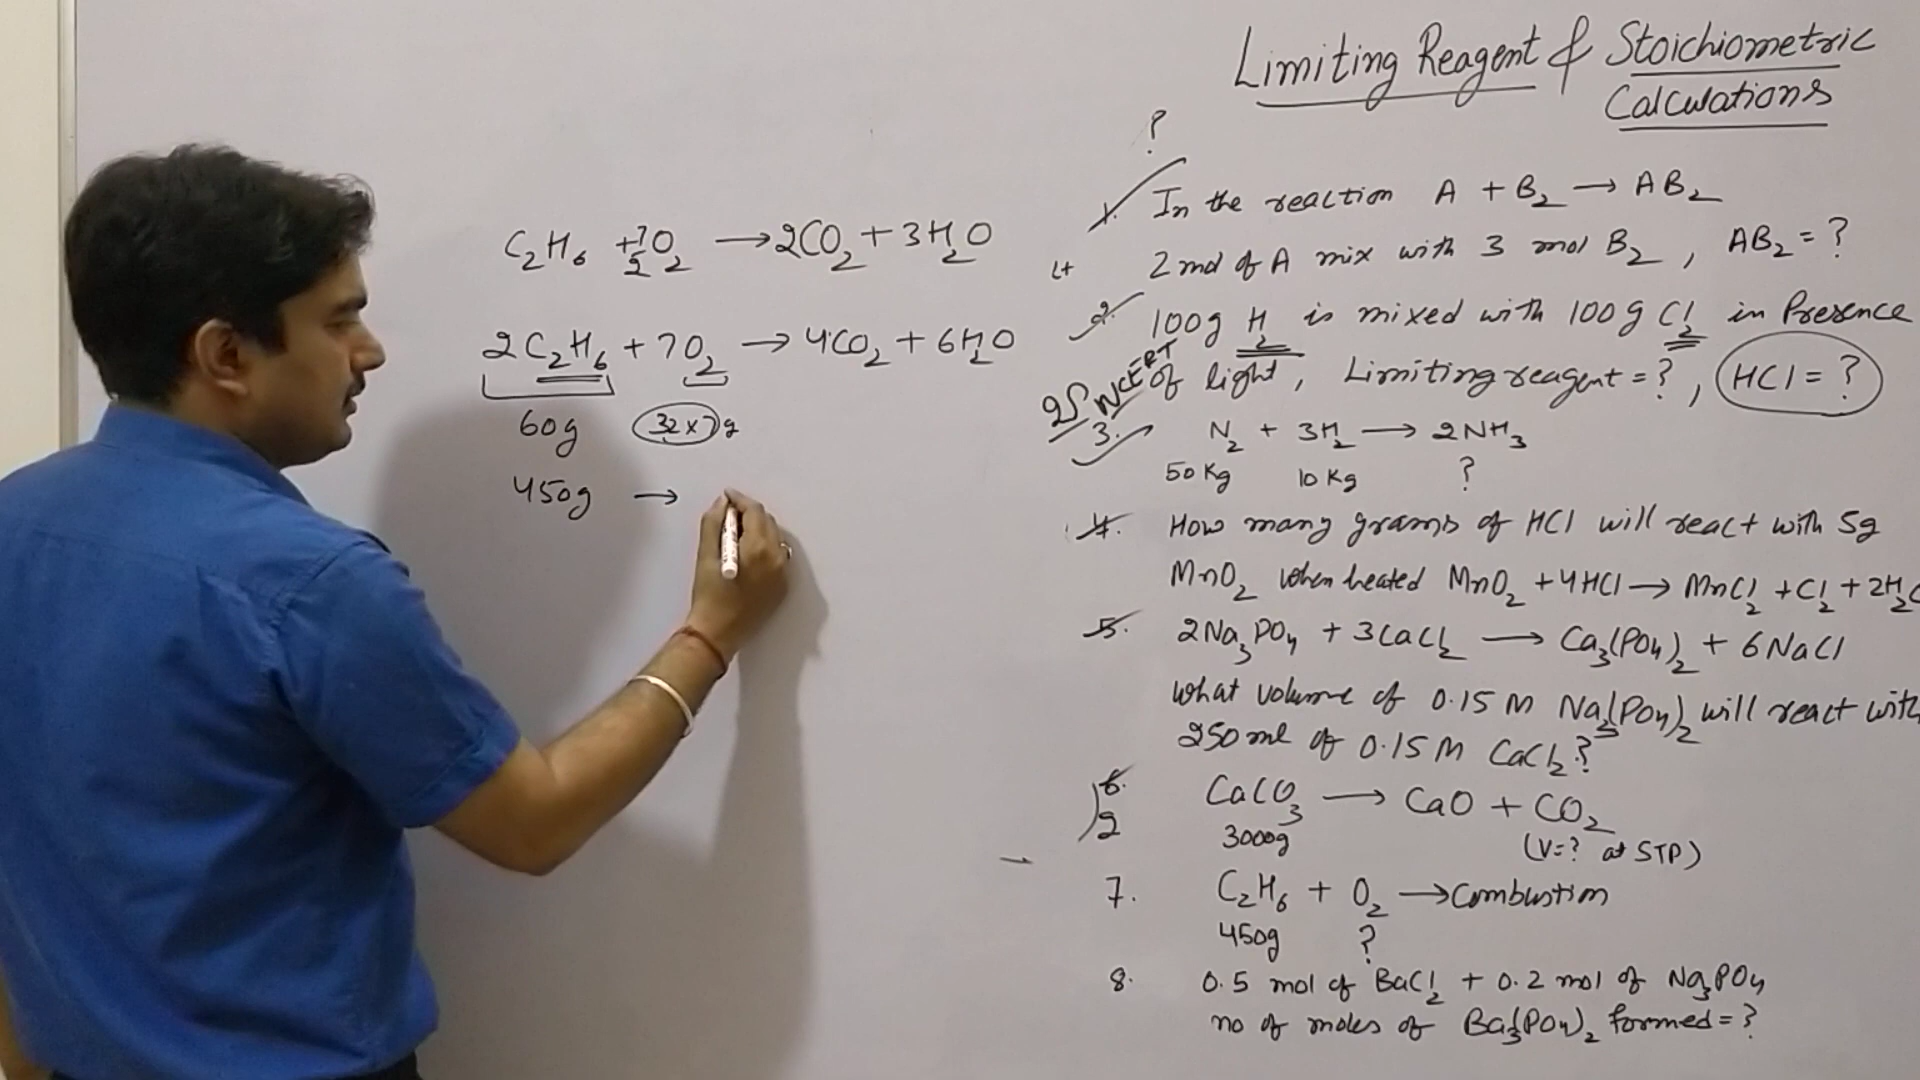 Limiting Reagent & Stoichiometric
Calculations
?
1. In the reaction A + B2 → AB2
2 mol of A mix with 3 mol B2, AB2 = ?
2. 100g H2 is mixed with 100g Cl2 in Presence
of light, Limiting reagent = ?, HCl = ?
NCERT
3. N2 + 3H2 → 2NH3
50 Kg 10 Kg ?
4. How many grams of HCl will react with 5g
MnO2 when heated MnO2 + 4HCl → MnCl2 + Cl2 + 2H2O
5. 2Na3PO4 + 3CaCl2 → Ca3(PO4)2 + 6NaCl
what volume of 0.15 M Na3(PO4)2 will react with
250 ml of 0.15 M CaCl2?
6. CaCO3 → CaO + CO2
3000g (V=? at STP)
7. C2H6 + O2 → Combustion
450g ?
8. 0.5 mol of BaCl2 + 0.2 mol of Na3PO4
no of moles of Ba3(PO4)2 formed = ?
C2H6 + 7/2 O2 → 2CO2 + 3H2O
2C2H6 + 7O2 → 4CO2 + 6H2O
60g 32×7g
450g →